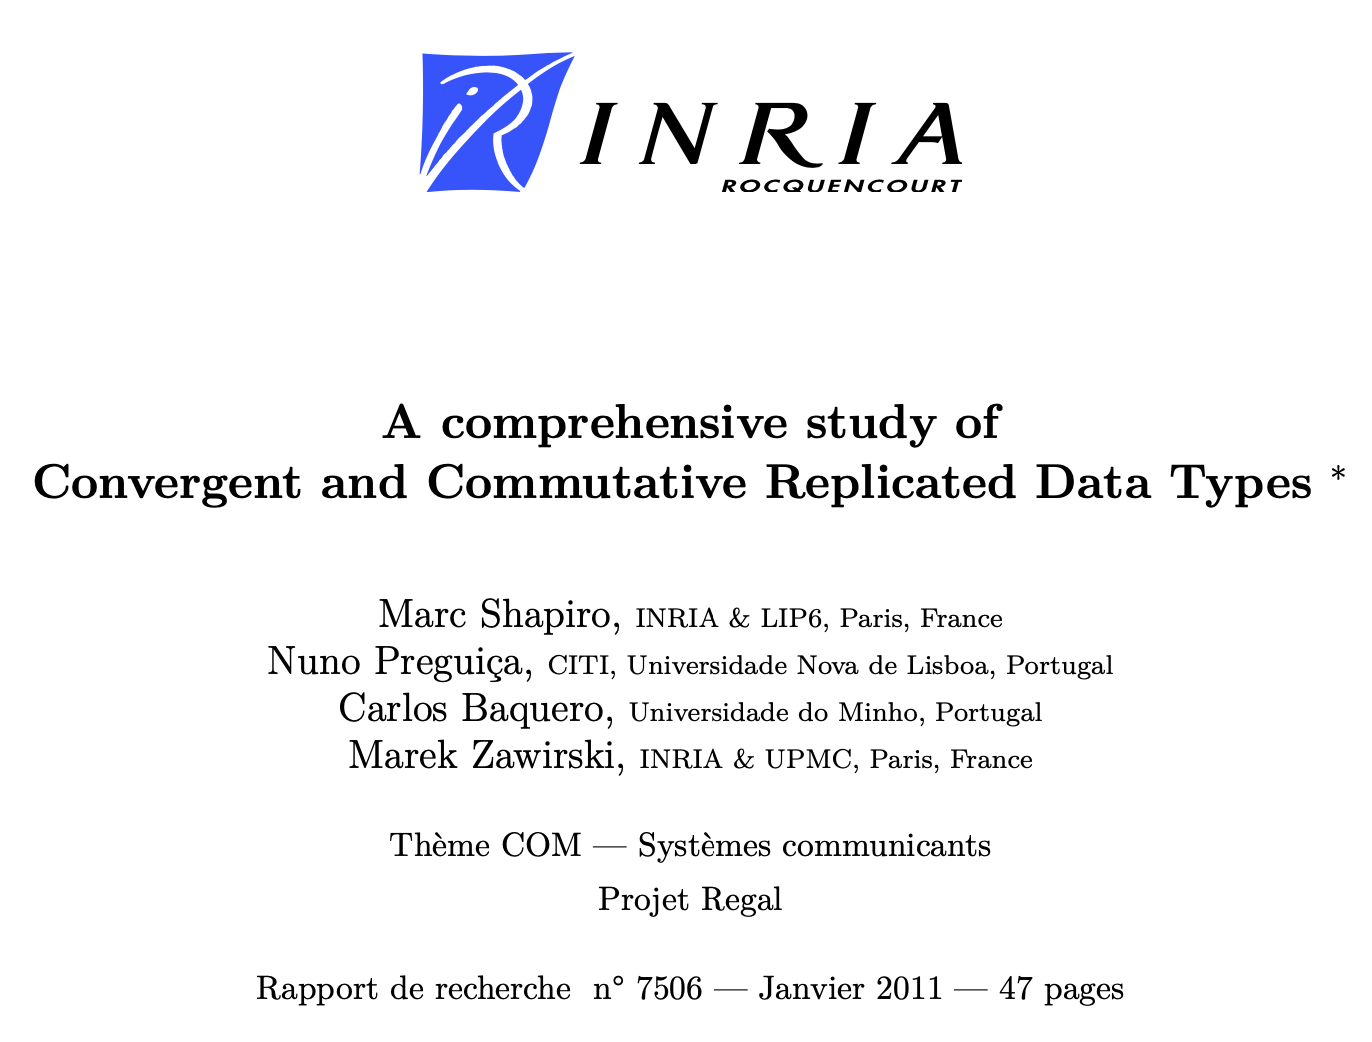 INRIA
ROCQUENCOURT
A comprehensive study of
Convergent and Commutative Replicated Data Types *
Marc Shapiro, INRIA & LIP6, Paris, France
Nuno Preguiça, CITI, Universidade Nova de Lisboa, Portugal
Carlos Baquero, Universidade do Minho, Portugal
Marek Zawirski, INRIA & UPMC, Paris, France
Thème COM — Systèmes communicants
Projet Regal
Rapport de recherche n° 7506 — Janvier 2011 — 47 pages